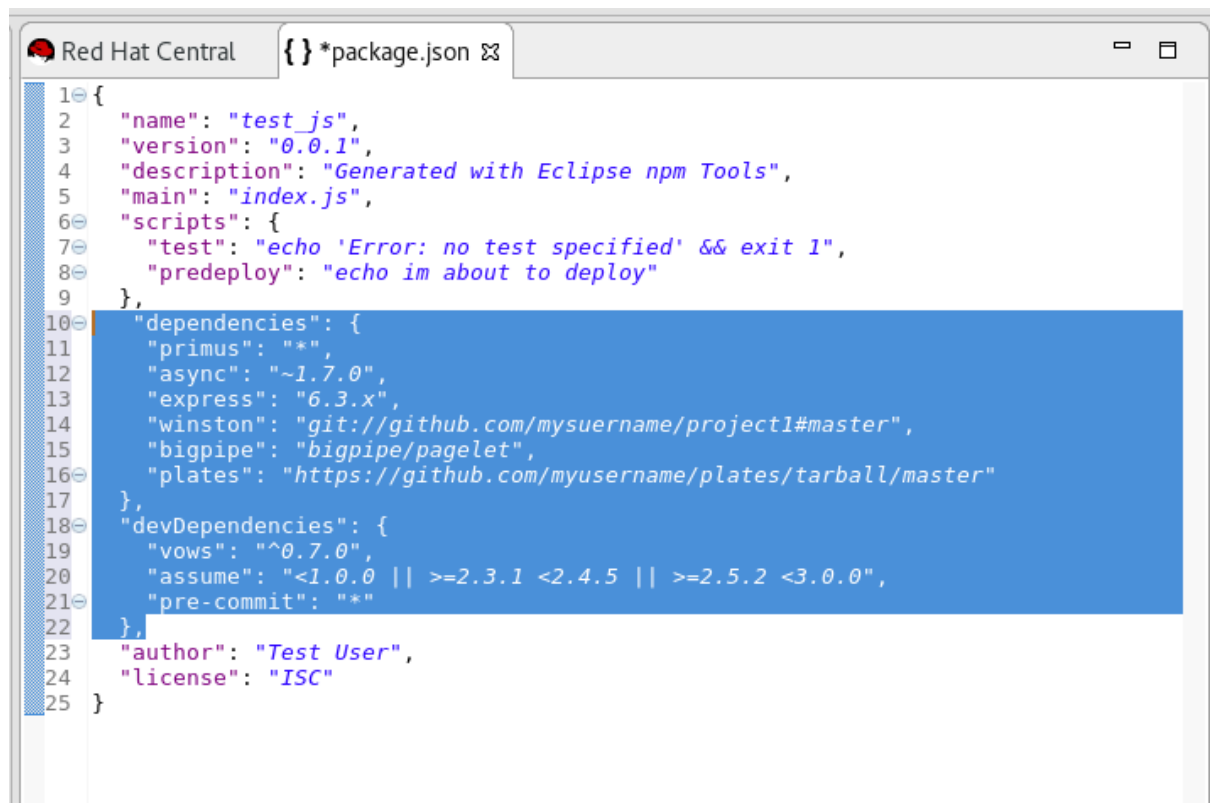 Red Hat Central
{ } *package.json
1 {
2   "name": "test_js",
3   "version": "0.0.1",
4   "description": "Generated with Eclipse npm Tools",
5   "main": "index.js",
6   "scripts": {
7     "test": "echo 'Error: no test specified' && exit 1",
8     "predeploy": "echo im about to deploy"
9   },
10    "dependencies": {
11     "primus": "*",
12     "async": "~1.7.0",
13     "express": "6.3.x",
14     "winston": "git://github.com/mysuername/project1#master",
15     "bigpipe": "bigpipe/pagelet",
16     "plates": "https://github.com/myusername/plates/tarball/master"
17   },
18   "devDependencies": {
19     "vows": "^0.7.0",
20     "assume": "<1.0.0 || >=2.3.1 <2.4.5 || >=2.5.2 <3.0.0",
21     "pre-commit": "*"
22   },
23   "author": "Test User",
24   "license": "ISC"
25 }